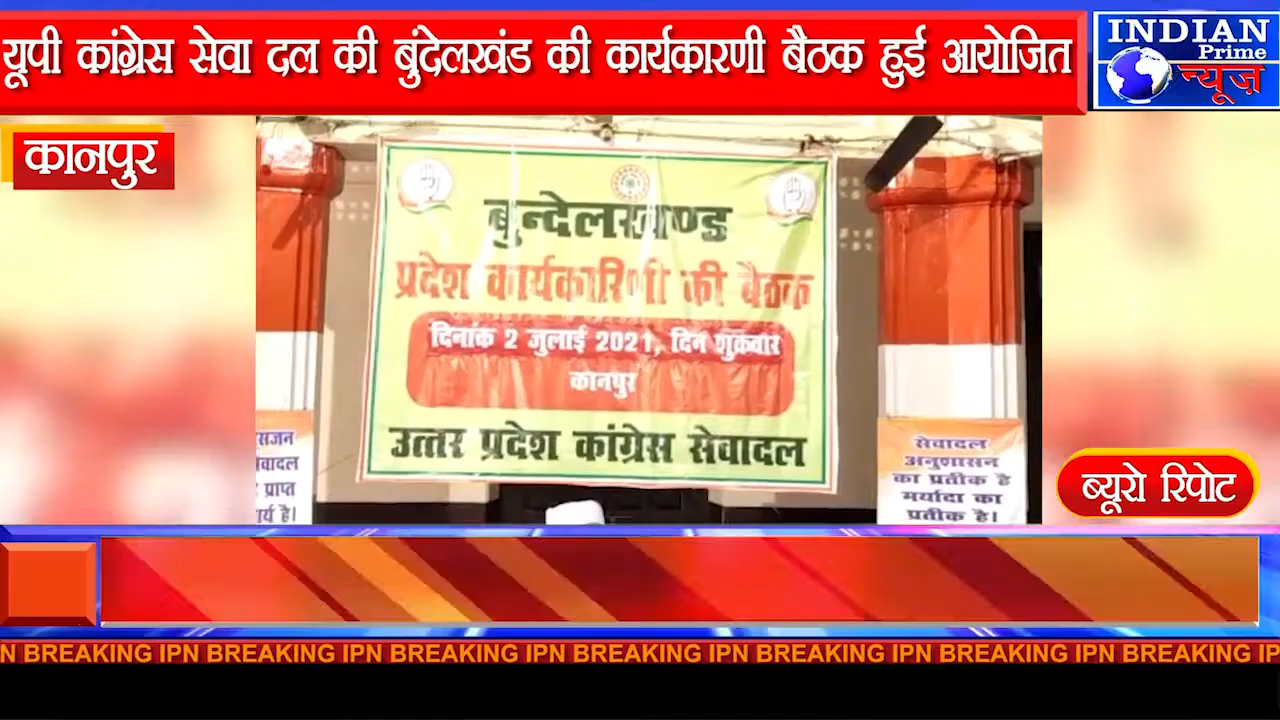 यूपी कांग्रेस सेवा दल की बुंदेलखंड की कार्यकारणी बैठक हुई आयोजित
INDIAN
Prime
न्यूज़
कानपुर
बुन्देलखण्ड
प्रदेश कार्यकारिणी की बैठक
दिनांक 2 जुलाई 2021, दिन शुक्रवार
कानपुर
उत्तर प्रदेश कांग्रेस सेवादल
सेवादल
अनुशासन
का प्रतीक है
मर्यादा का
प्रतीक है।
प्राप्त
ब्यूरो रिपोट
BREAKING IPN BREAKING IPN BREAKING IPN BREAKING IPN BREAKING IPN BREAKING IPN BREAKING